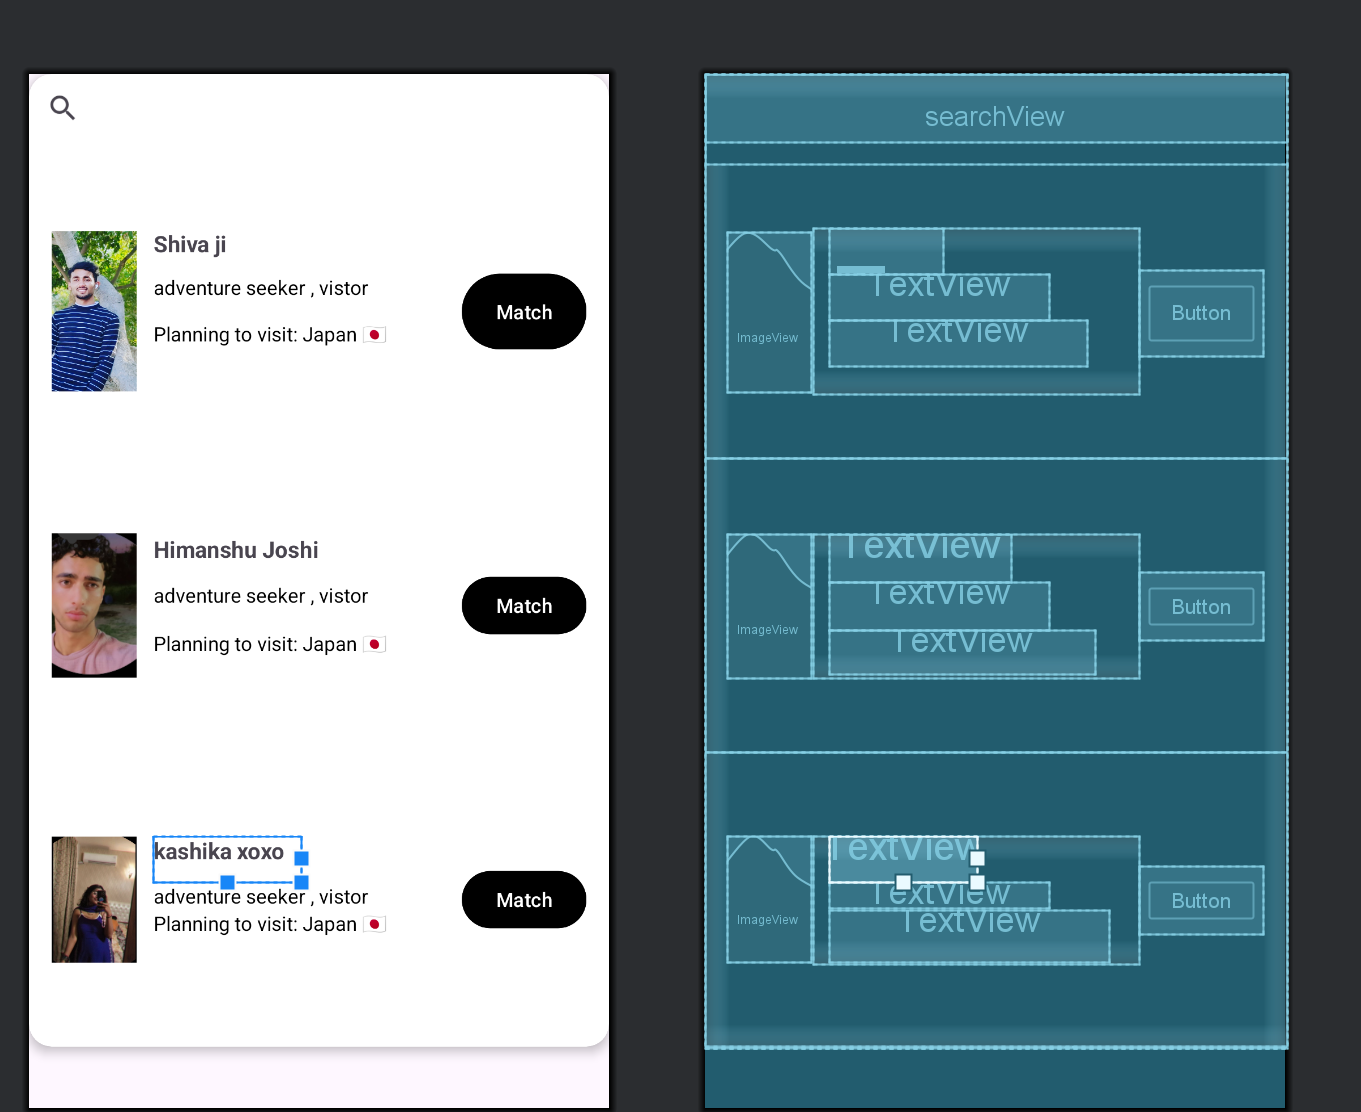 Shiva ji
adventure seeker , vistor
Planning to visit: Japan 🇯🇵
Match
Himanshu Joshi
adventure seeker , vistor
Planning to visit: Japan 🇯🇵
Match
kashika xoxo
adventure seeker , vistor
Planning to visit: Japan 🇯🇵
Match
searchView
TextView
TextView
ImageView
Button
TextView
TextView
TextView
ImageView
Button
TextView
TextView
TextView
ImageView
Button